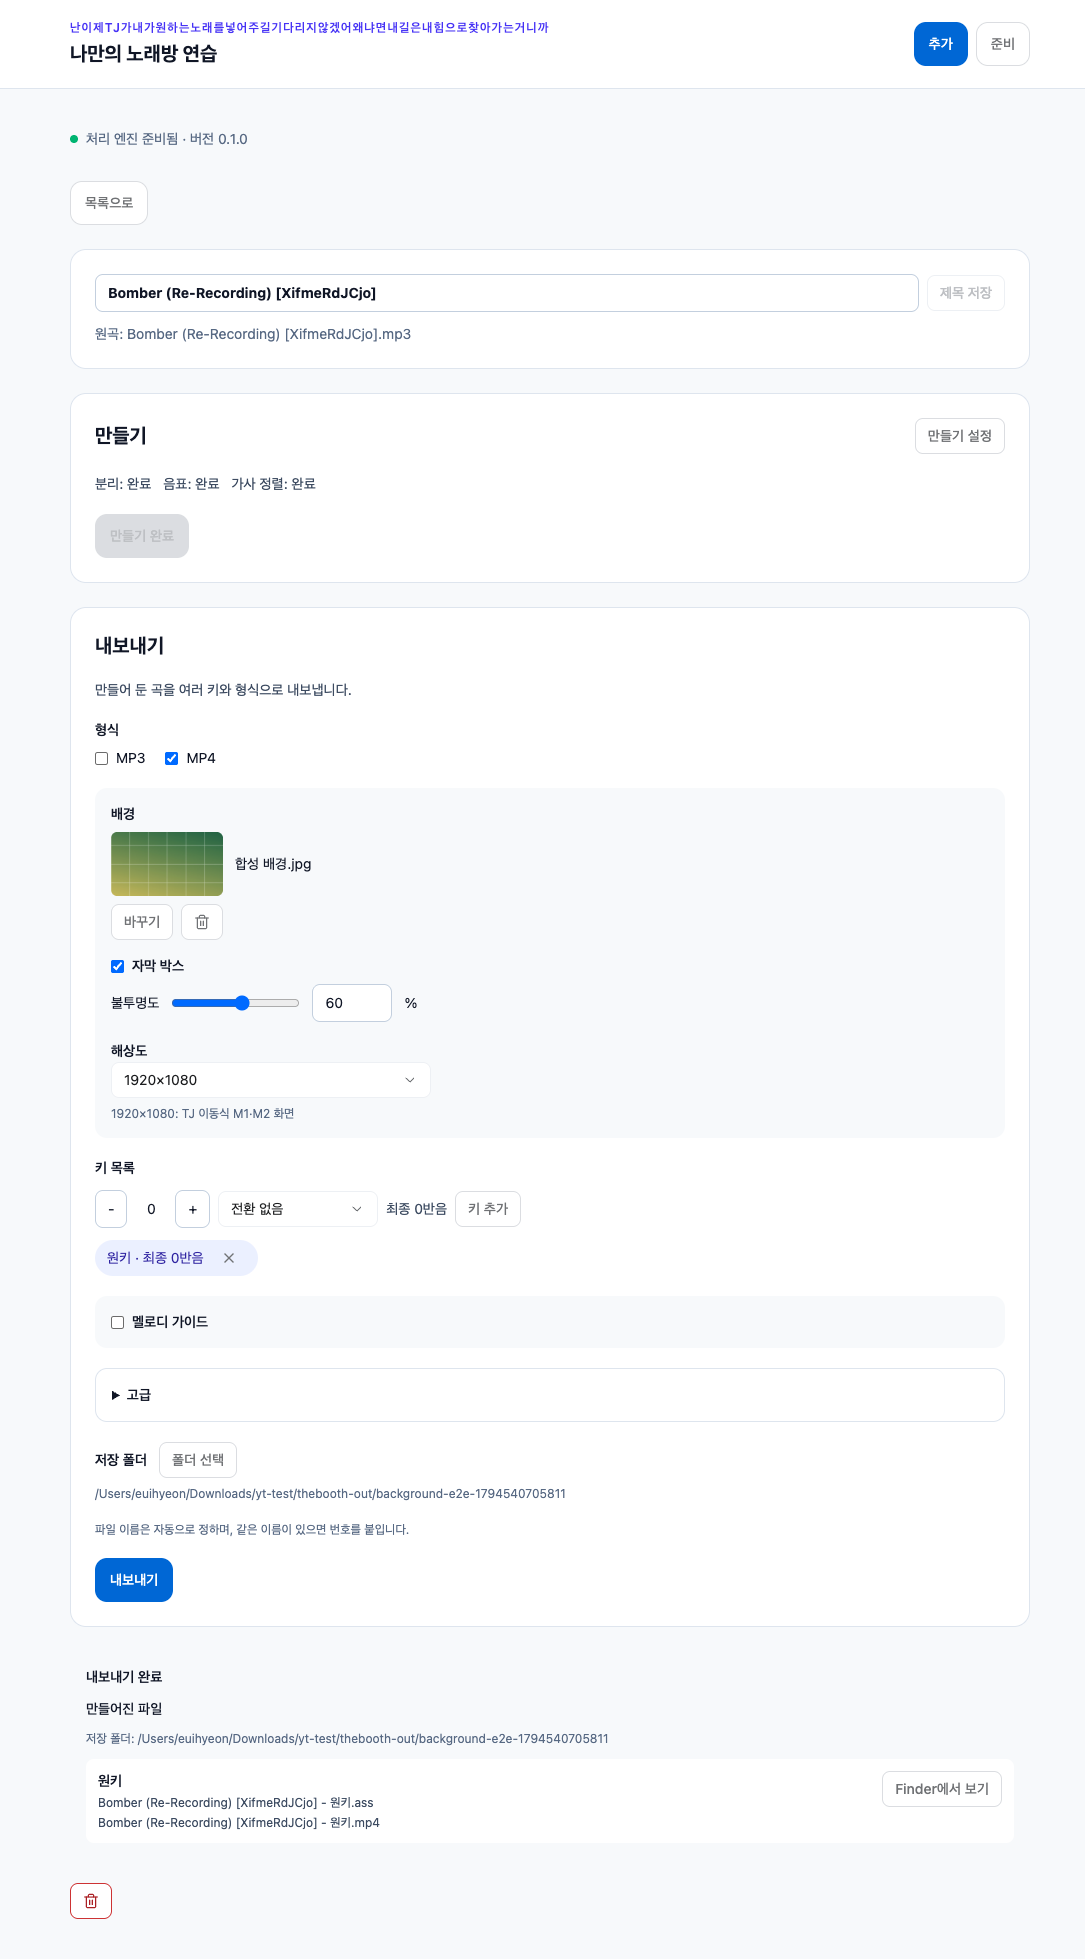 난이제TJ가내가원하는노래를넣어주길기다리지않겠어왜냐면내길은내힘으로찾아가는거니까
나만의 노래방 연습
추가
준비
처리 엔진 준비됨 · 버전 0.1.0
목록으로
Bomber (Re-Recording) [XifmeRdJCjo]
제목 저장
원곡: Bomber (Re-Recording) [XifmeRdJCjo].mp3
만들기
만들기 설정
분리: 완료 음표: 완료 가사 정렬: 완료
만들기 완료
내보내기
만들어 둔 곡을 여러 키와 형식으로 내보냅니다.
형식
MP3 MP4
배경
합성 배경.jpg
바꾸기
자막 박스
불투명도 60 %
해상도
1920×1080
1920×1080: TJ 이동식 M1·M2 화면
키 목록
- 0 + 전환 없음 최종 0반음 키 추가
원키 · 최종 0반음
멜로디 가이드
고급
저장 폴더 폴더 선택
/Users/euihyeon/Downloads/yt-test/thebooth-out/background-e2e-1794540705811
파일 이름은 자동으로 정하며, 같은 이름이 있으면 번호를 붙입니다.
내보내기
내보내기 완료
만들어진 파일
저장 폴더: /Users/euihyeon/Downloads/yt-test/thebooth-out/background-e2e-1794540705811
원키
Finder에서 보기
Bomber (Re-Recording) [XifmeRdJCjo] - 원키.ass
Bomber (Re-Recording) [XifmeRdJCjo] - 원키.mp4